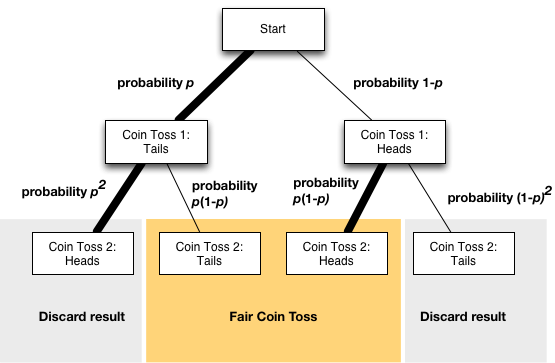 Start
probability p
probability 1-p
Coin Toss 1:
Tails
Coin Toss 1:
Heads
probability p2
probability
p(1-p)
probability
p(1-p)
probability (1-p)2
Coin Toss 2:
Heads
Coin Toss 2:
Tails
Coin Toss 2:
Heads
Coin Toss 2:
Tails
Discard result
Fair Coin Toss
Discard result